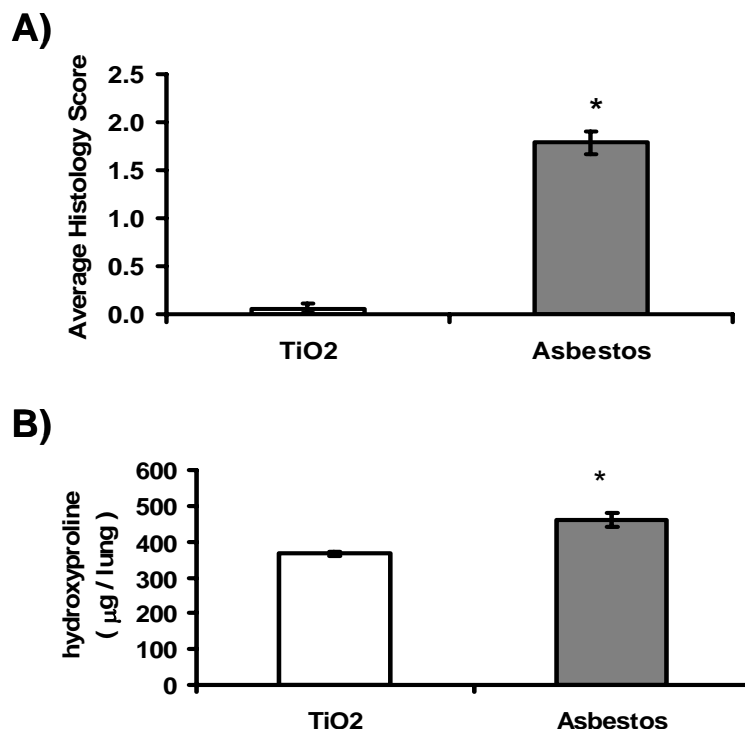 A)
Average Histology Score
2.5
2.0
1.5
1.0
0.5
0.0
*
TiO2
Asbestos
B)
hydroxyproline
( μg / lung )
600
500
400
300
200
100
0
*
TiO2
Asbestos